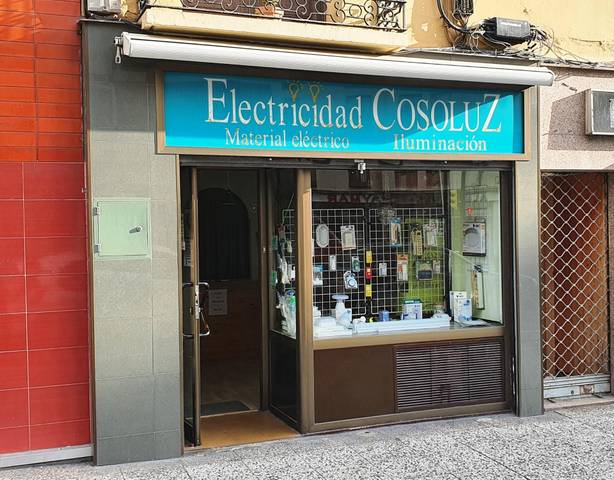 Electricidad COSOLUZ
Material eléctrico Iluminación